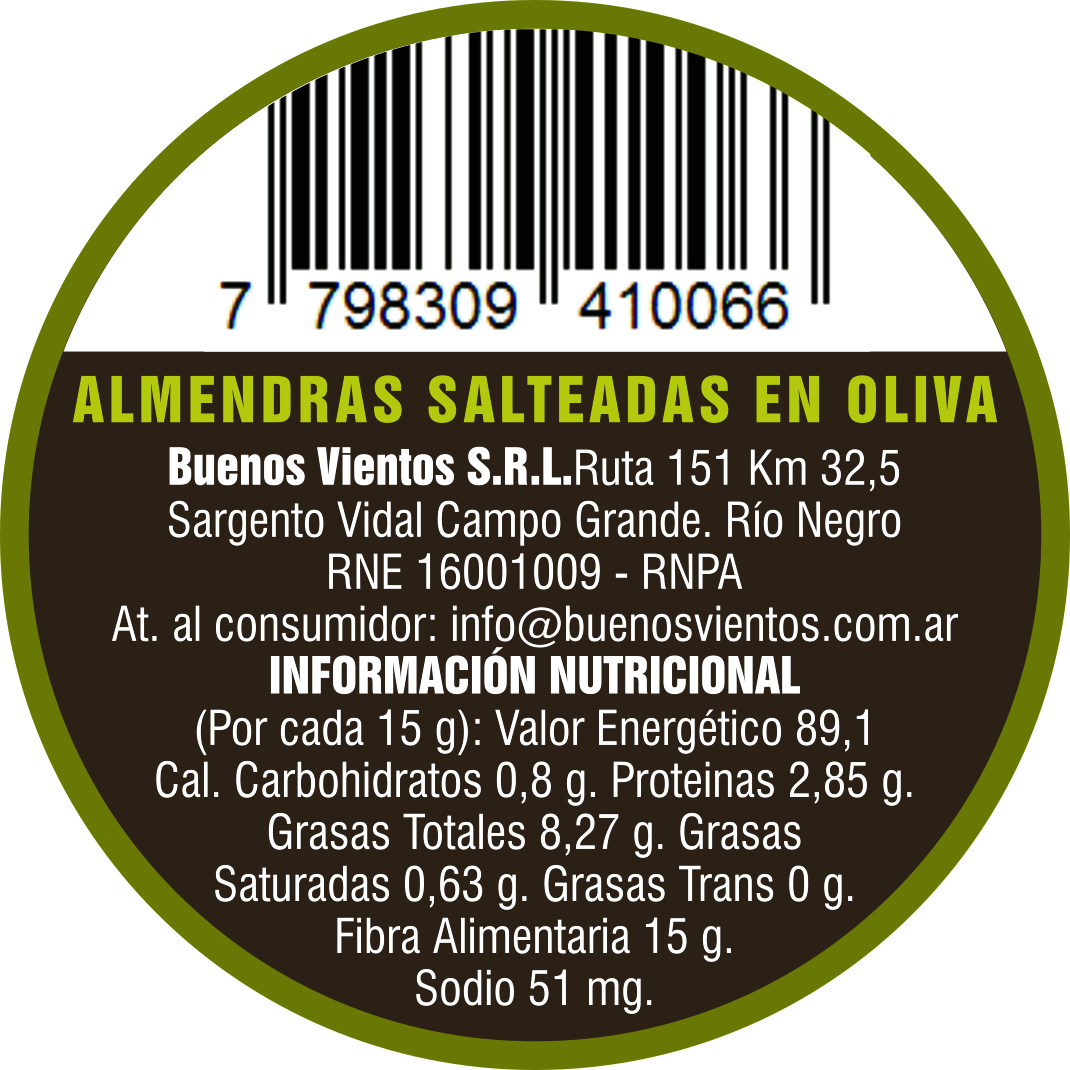 7 798309 410066
ALMENDRAS SALTEADAS EN OLIVA
Buenos Vientos S.R.L.Ruta 151 Km 32,5
Sargento Vidal Campo Grande. Río Negro
RNE 16001009 - RNPA
At. al consumidor: info@buenosvientos.com.ar
INFORMACIÓN NUTRICIONAL
(Por cada 15 g): Valor Energético 89,1
Cal. Carbohidratos 0,8 g. Proteinas 2,85 g.
Grasas Totales 8,27 g. Grasas
Saturadas 0,63 g. Grasas Trans 0 g.
Fibra Alimentaria 15 g.
Sodio 51 mg.